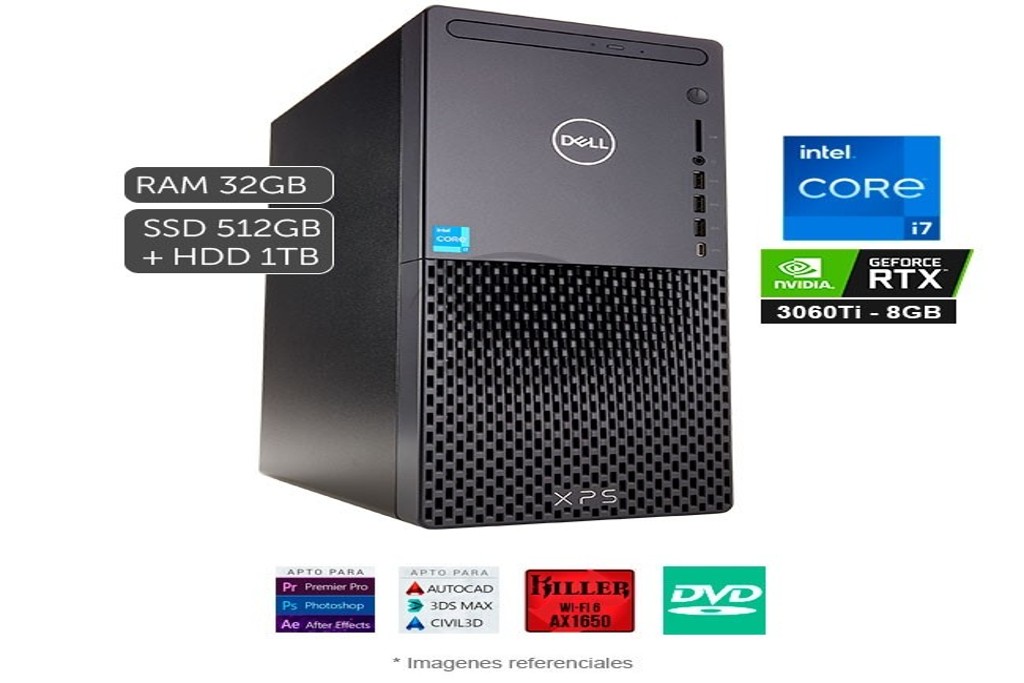 DELL
RAM 32GB
SSD 512GB
+ HDD 1TB
intel
CORE
intel.
CORE
i7
NVIDIA.
GEFORCE
RTX
3060Ti - 8GB
XPS
APTO PARA
Pr Premier Pro
Ps Photoshop
Ae After Effects
APTO PARA
AUTOCAD
3DS MAX
CIVIL3D
KILLER
WI-FI 6
AX1650
DVD
* Imagenes referenciales